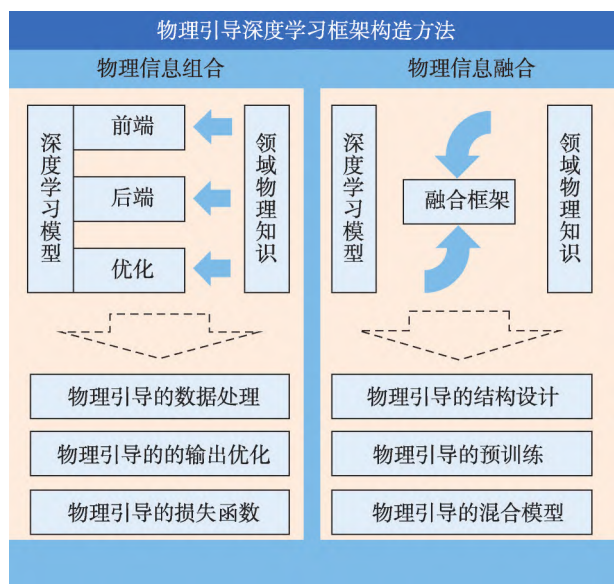 物理引导深度学习框架构造方法
物理信息组合
深度学习模型
前端
后端
优化
领域物理知识
物理引导的数据处理
物理引导的的输出优化
物理引导的损失函数
物理信息融合
深度学习模型
融合框架
领域物理知识
物理引导的结构设计
物理引导的预训练
物理引导的混合模型